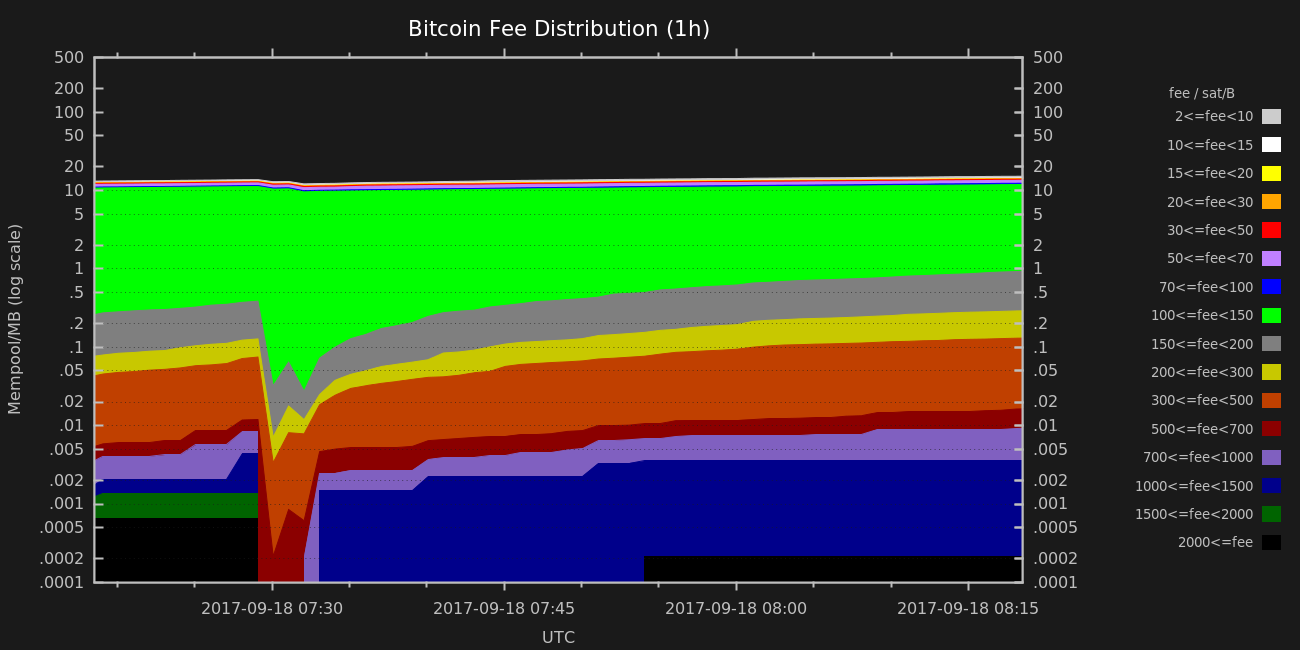 Bitcoin Fee Distribution (1h)
Mempool/MB (log scale)
500
200
100
50
20
10
5
2
1
.5
.2
.1
.05
.02
.01
.005
.002
.001
.0005
.0002
.0001
500
200
100
50
20
10
5
2
1
.5
.2
.1
.05
.02
.01
.005
.002
.001
.0005
.0002
.0001
fee / sat/B
2<=fee<10
10<=fee<15
15<=fee<20
20<=fee<30
30<=fee<50
50<=fee<70
70<=fee<100
100<=fee<150
150<=fee<200
200<=fee<300
300<=fee<500
500<=fee<700
700<=fee<1000
1000<=fee<1500
1500<=fee<2000
2000<=fee
2017-09-18 07:30 2017-09-18 07:45 2017-09-18 08:00 2017-09-18 08:15
UTC